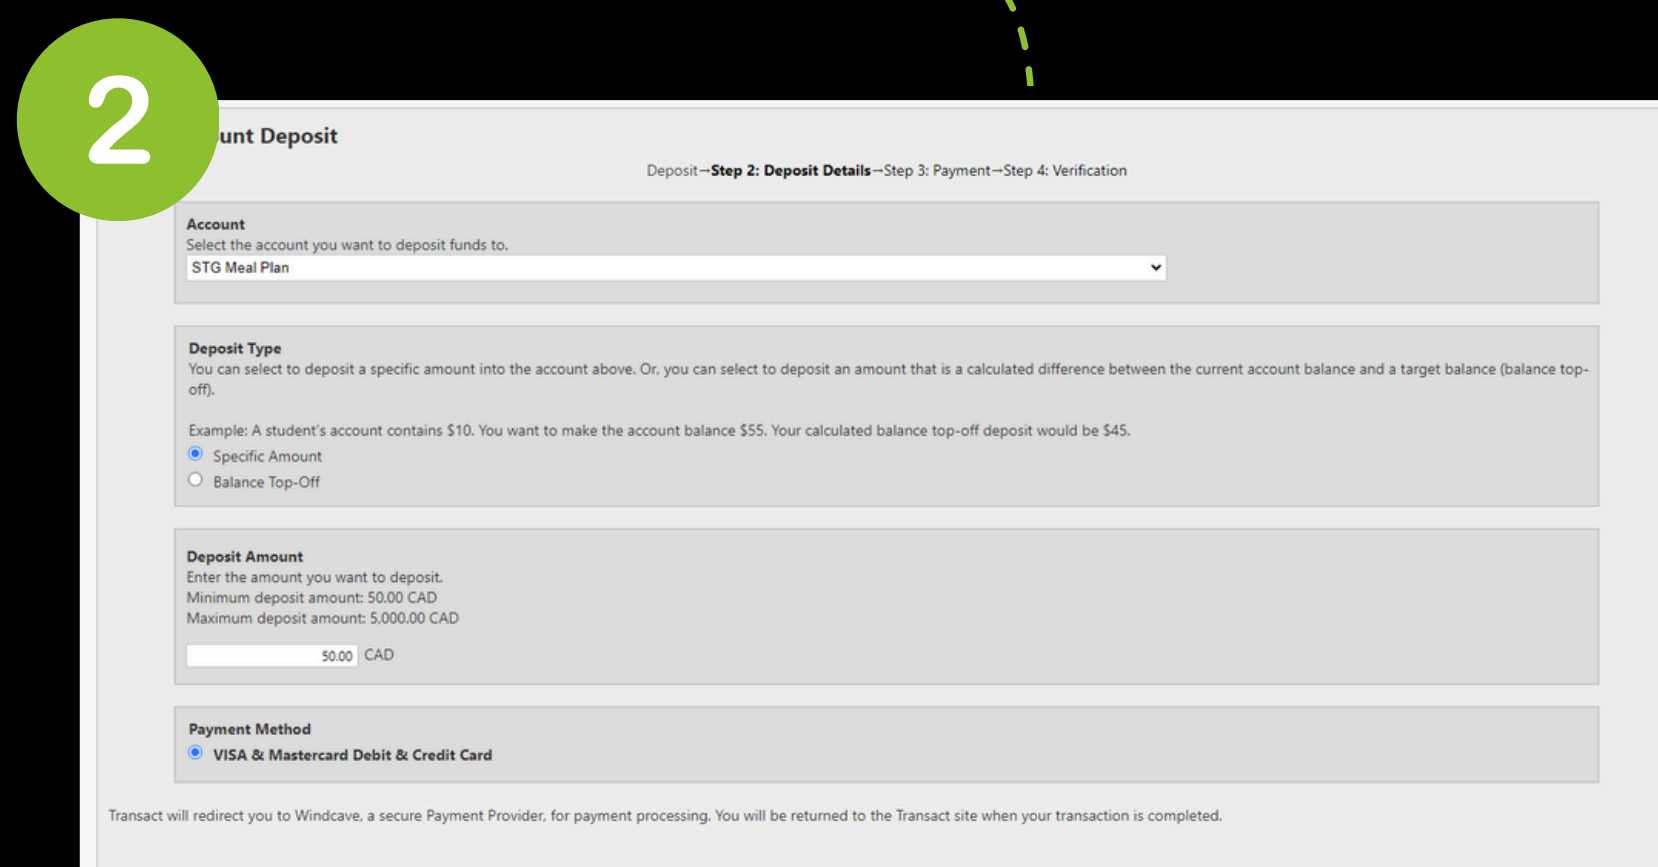 2
unt Deposit
Deposit→Step 2: Deposit Details→Step 3: Payment→Step 4: Verification
Account
Select the account you want to deposit funds to.
STG Meal Plan
Deposit Type
You can select to deposit a specific amount into the account above. Or, you can select to deposit an amount that is a calculated difference between the current account balance and a target balance (balance top-
off).
Example: A student's account contains $10. You want to make the account balance $55. Your calculated balance top-off deposit would be $45.
Specific Amount
Balance Top-Off
Deposit Amount
Enter the amount you want to deposit.
Minimum deposit amount: 50.00 CAD
Maximum deposit amount: 5,000.00 CAD
50.00 CAD
Payment Method
VISA & Mastercard Debit & Credit Card
Transact will redirect you to Windcave, a secure Payment Provider, for payment processing. You will be returned to the Transact site when your transaction is completed.